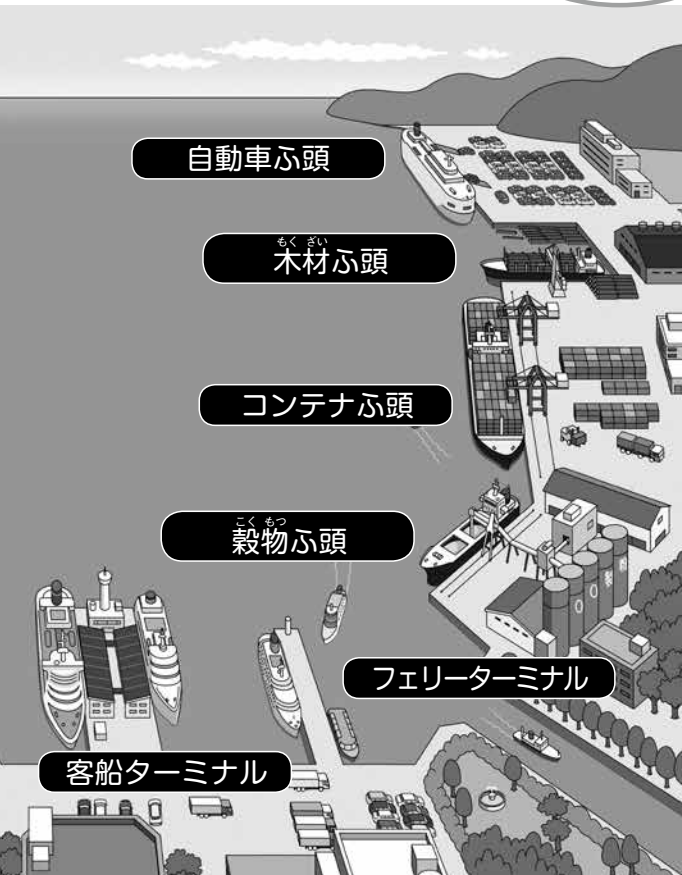 自動車ふ頭
もくざい
木材ふ頭
コンテナふ頭
こくもつ
穀物ふ頭
フェリーターミナル
客船ターミナル